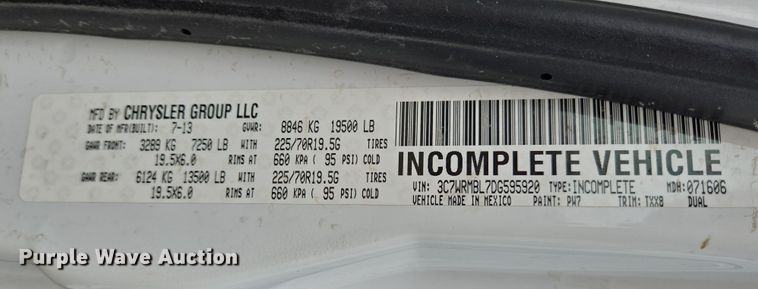 MFD BY CHRYSLER GROUP LLC
DATE OF MFR(BUILT): 7-13 GVWR: 8846 KG 19500 LB
GAWR FRONT: 3289 KG 7250 LB WITH 225/70R19.5G TIRES
19.5X6.0 RIMS AT 660 KPA ( 95 PSI) COLD
GAWR REAR: 6124 KG 13500 LB WITH 225/70R19.5G TIRES
19.5X6.0 RIMS AT 660 KPA ( 95 PSI) COLD
INCOMPLETE VEHICLE
VIN: 3C7WRMBL7DG595920 TYPE:INCOMPLETE MDH:071606
VEHICLE MADE IN MEXICO PAINT: PW7 TRIM: TXX8 DUAL
Purple Wave Auction